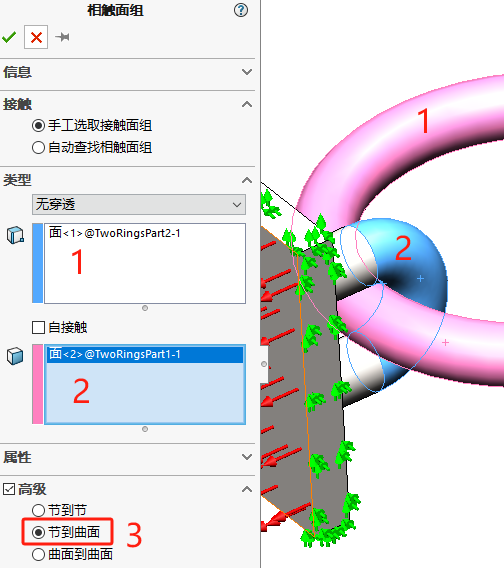 相触面组
信息
接触
手工选取接触面组
自动查找相触面组
类型
无穿透
面<1>@TwoRingsPart2-1
1
自接触
面<2>@TwoRingsPart1-1
2
属性
高级
节到节
节到曲面
3
曲面到曲面
1
2